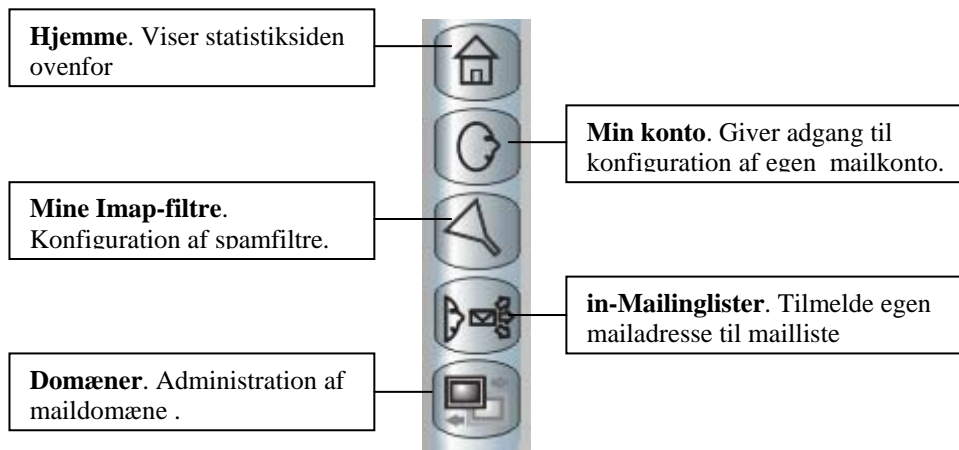 Hjemme. Viser statistiksiden
ovenfor
Min konto. Giver adgang til
konfiguration af egen mailkonto.
Mine Imap-filtre.
Konfiguration af spamfiltre.
in-Mailinglister. Tilmelde egen
mailadresse til mailliste
Domæner. Administration af
maildomæne .